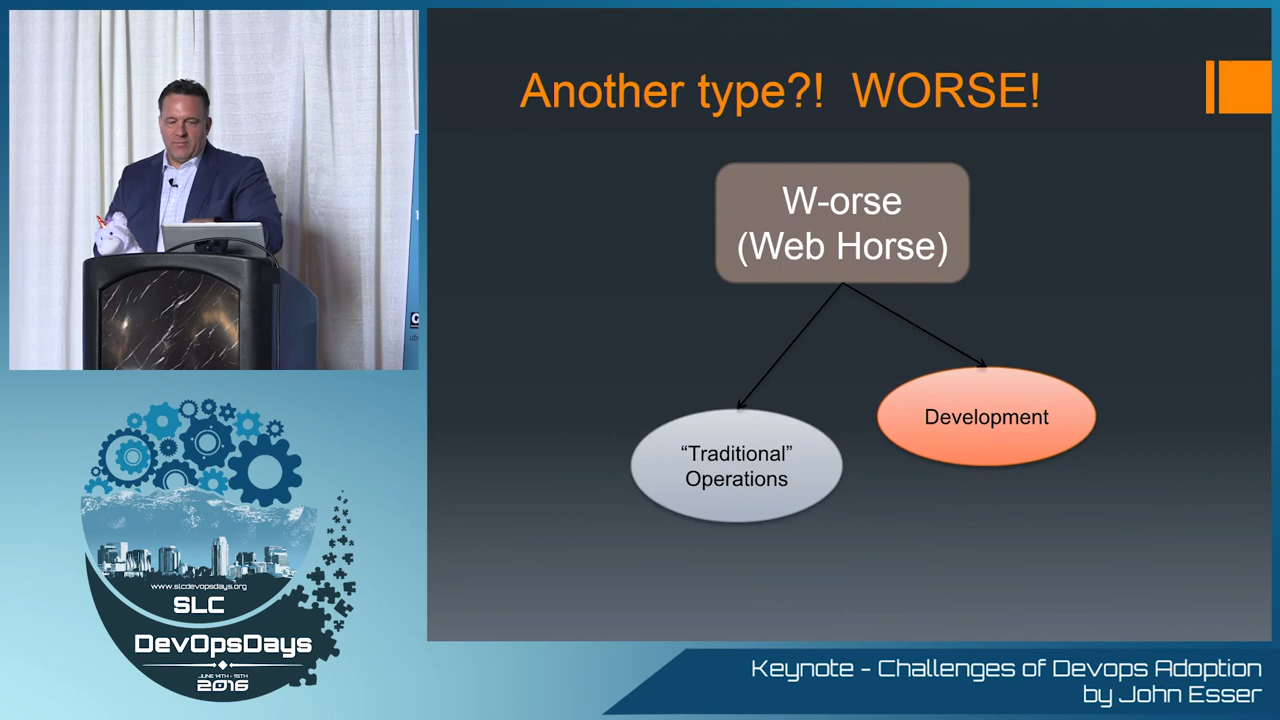 Another type?! WORSE!
W-orse
(Web Horse)
“Traditional”
Operations
Development
www.slcdevopsdays.org
SLC
DevOpsDays
JUNE 14TH - 15TH
2016
Keynote - Challenges of Devops Adoption
by John Esser